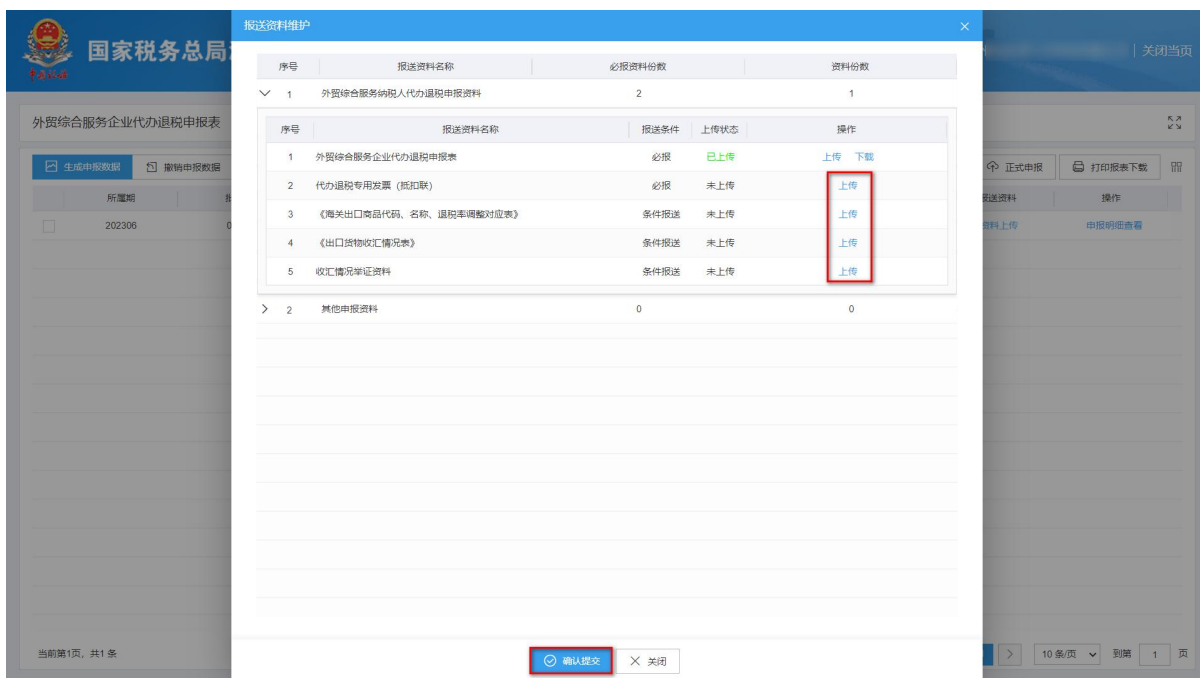 报送资料维护
国家税务总局
关闭当页
序号 报送资料名称 必报资料份数 资料份数
1 外贸综合服务纳税人代办退税申报资料 2 1
外贸综合服务企业代办退税申报表
序号 报送资料名称 报送条件 上传状态 操作
1 外贸综合服务企业代办退税申报表 必报 已上传 上传 下载
生成申报数据 撤销申报数据 正式申报 打印报表下载
2 代办退税专用发票（抵扣联） 必报 未上传 上传
所属期 报送资料 操作
3 《海关出口商品代码、名称、退税率调整对应表》 条件报送 未上传 上传
202306 0 资料上传 申报明细查看
4 《出口货物收汇情况表》 条件报送 未上传 上传
5 收汇情况举证资料 条件报送 未上传 上传
2 其他申报资料 0 0
当前第1页，共1条
确认提交 关闭
10 条/页 到第 1 页